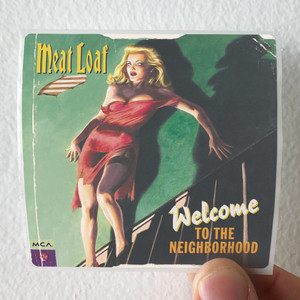 Meat Loaf
Welcome
TO THE
NEIGHBORHOOD
MCA